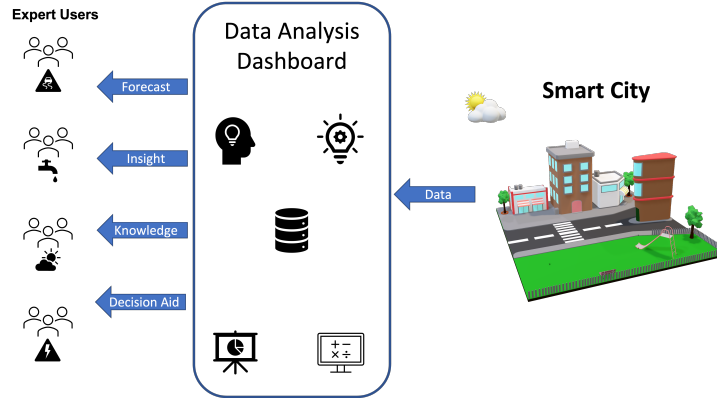 Expert Users
Data Analysis
Dashboard
Smart City
Forecast
Insight
Data
Knowledge
Decision Aid